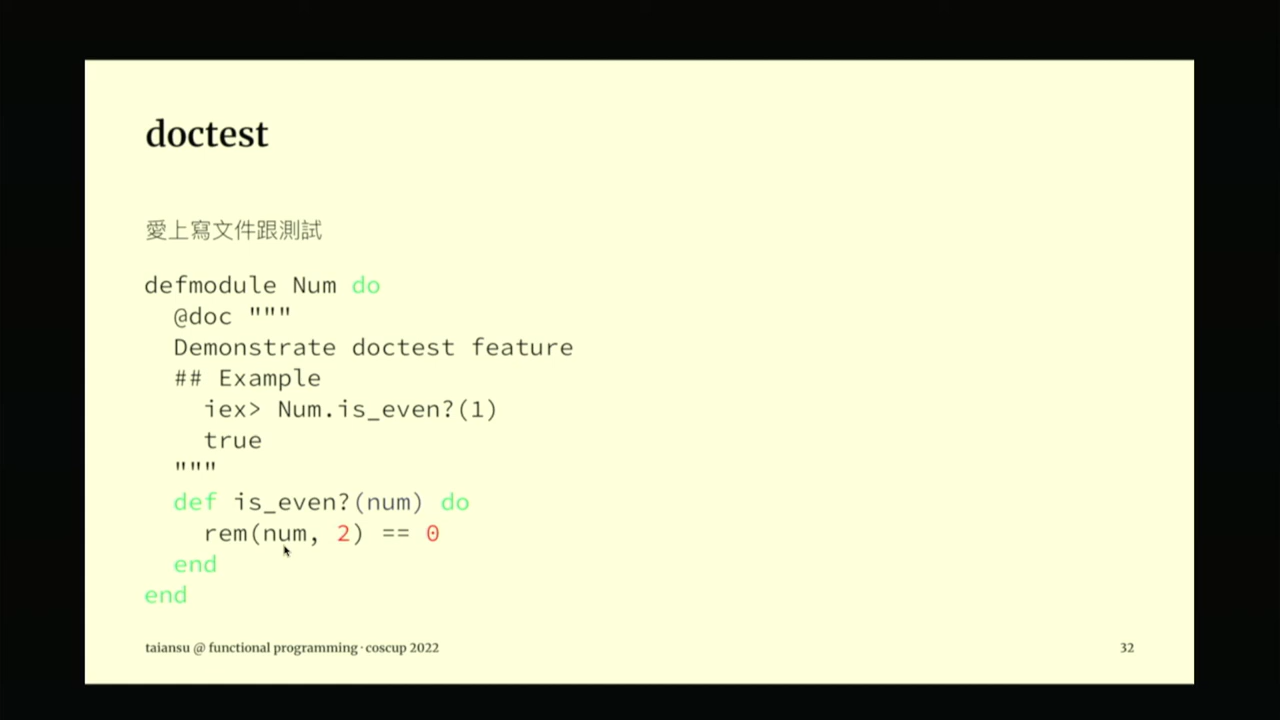 doctest
愛上寫文件跟測試
defmodule Num do
  @doc """
  Demonstrate doctest feature
  ## Example
    iex> Num.is_even?(1)
    true
  """
  def is_even?(num) do
    rem(num, 2) == 0
  end
end
taiansu @ functional programming · coscup 2022
32